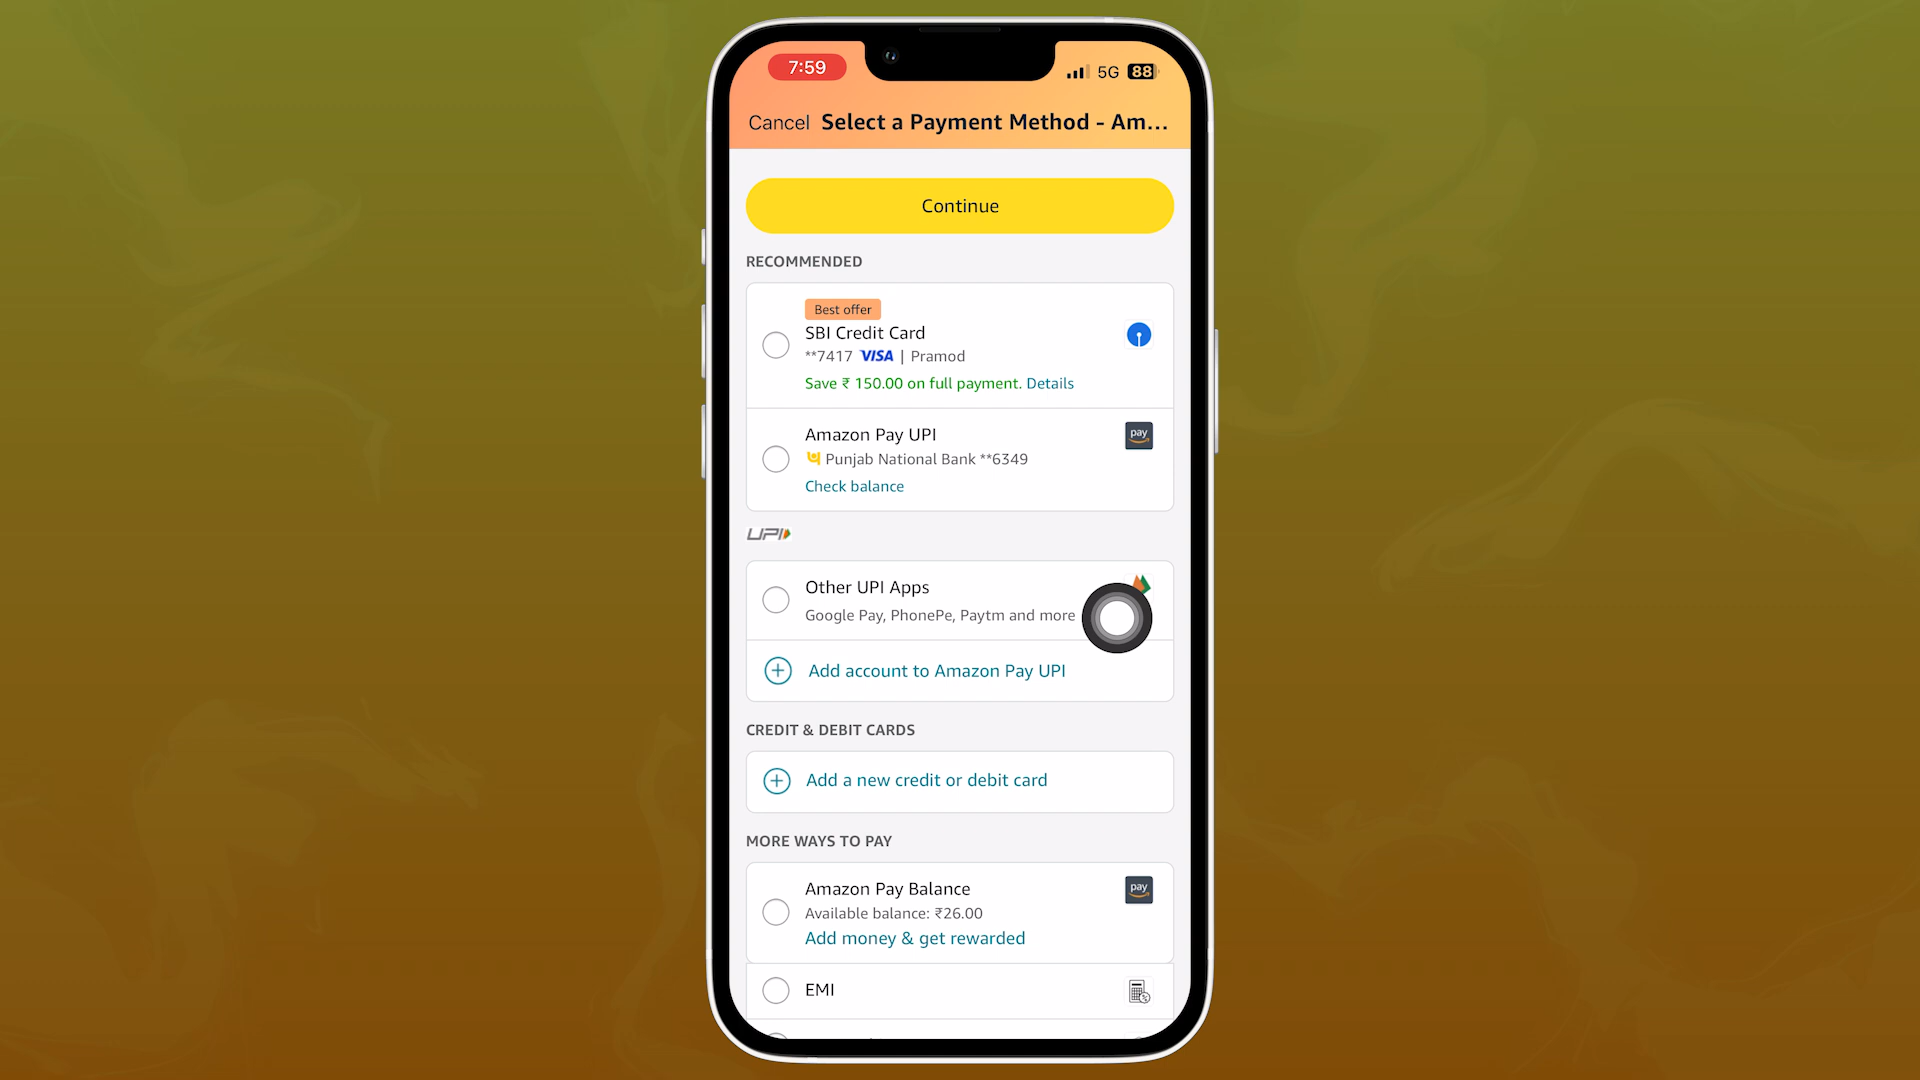 7:59
5G 88
Cancel Select a Payment Method - Am...
Continue
RECOMMENDED
Best offer
SBI Credit Card
**7417 VISA | Pramod
Save ₹ 150.00 on full payment. Details
Amazon Pay UPI
pay
Punjab National Bank **6349
Check balance
UPI
Other UPI Apps
Google Pay, PhonePe, Paytm and more
Add account to Amazon Pay UPI
CREDIT & DEBIT CARDS
Add a new credit or debit card
MORE WAYS TO PAY
Amazon Pay Balance
pay
Available balance: ₹26.00
Add money & get rewarded
EMI